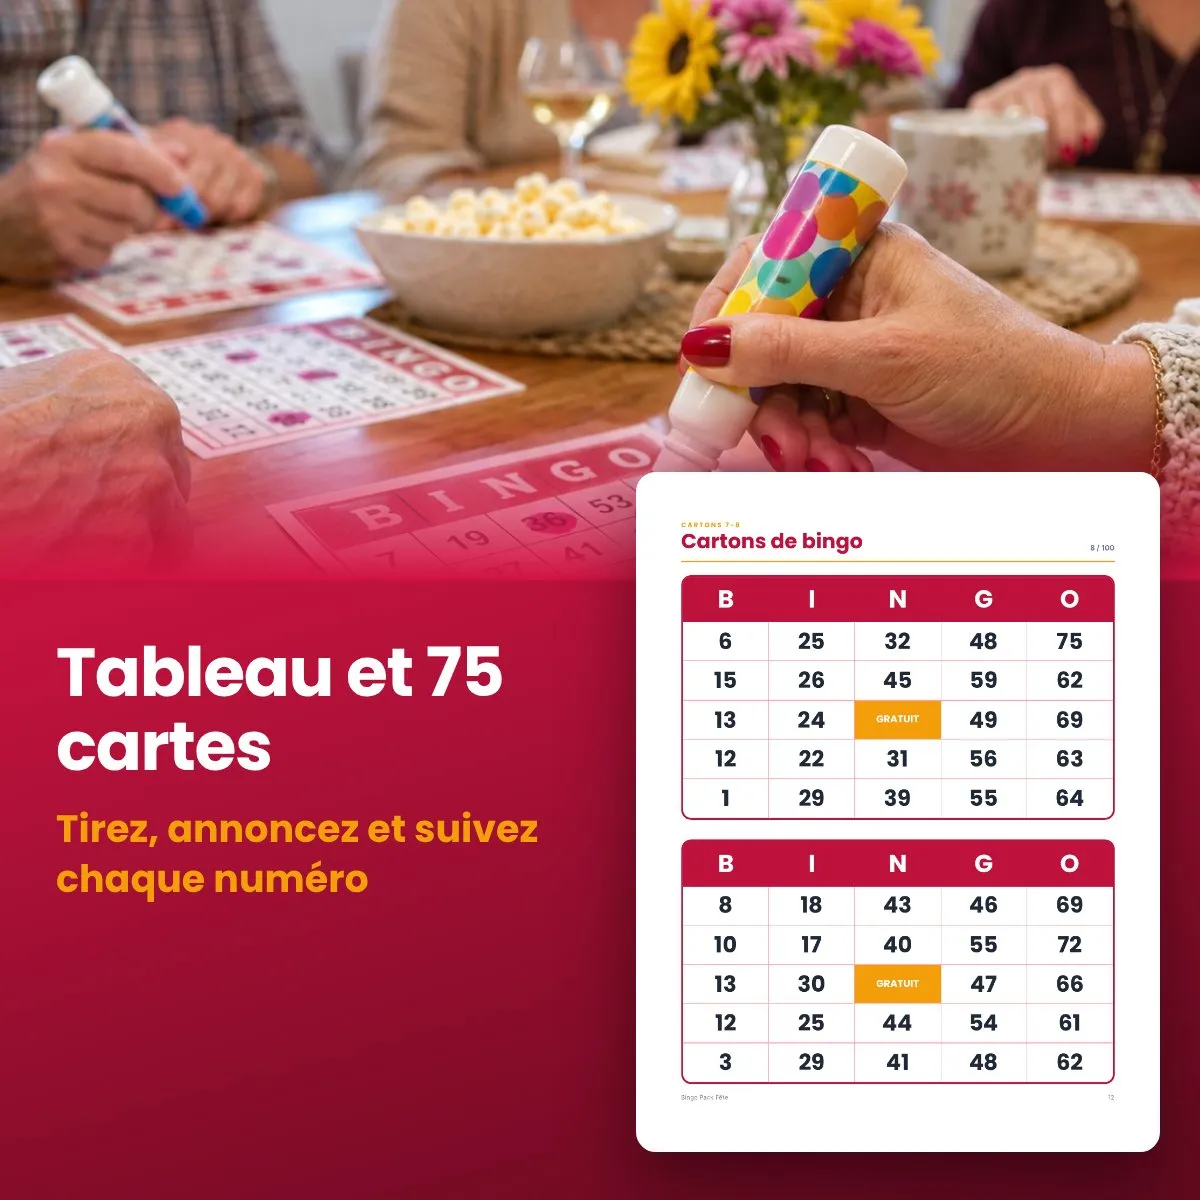 BINGO
BINGO
7 19 36 53
41
Tableau et 75
cartes
Tirez, annoncez et suivez
chaque numéro
CARTONS 7-8
Cartons de bingo
8 / 100
B I N G O
6 25 32 48 75
15 26 45 59 62
13 24 GRATUIT 49 69
12 22 31 56 63
1 29 39 55 64
B I N G O
8 18 43 46 69
10 17 40 55 72
13 30 GRATUIT 47 66
12 25 44 54 61
3 29 41 48 62
Bingo Pack Fête
12